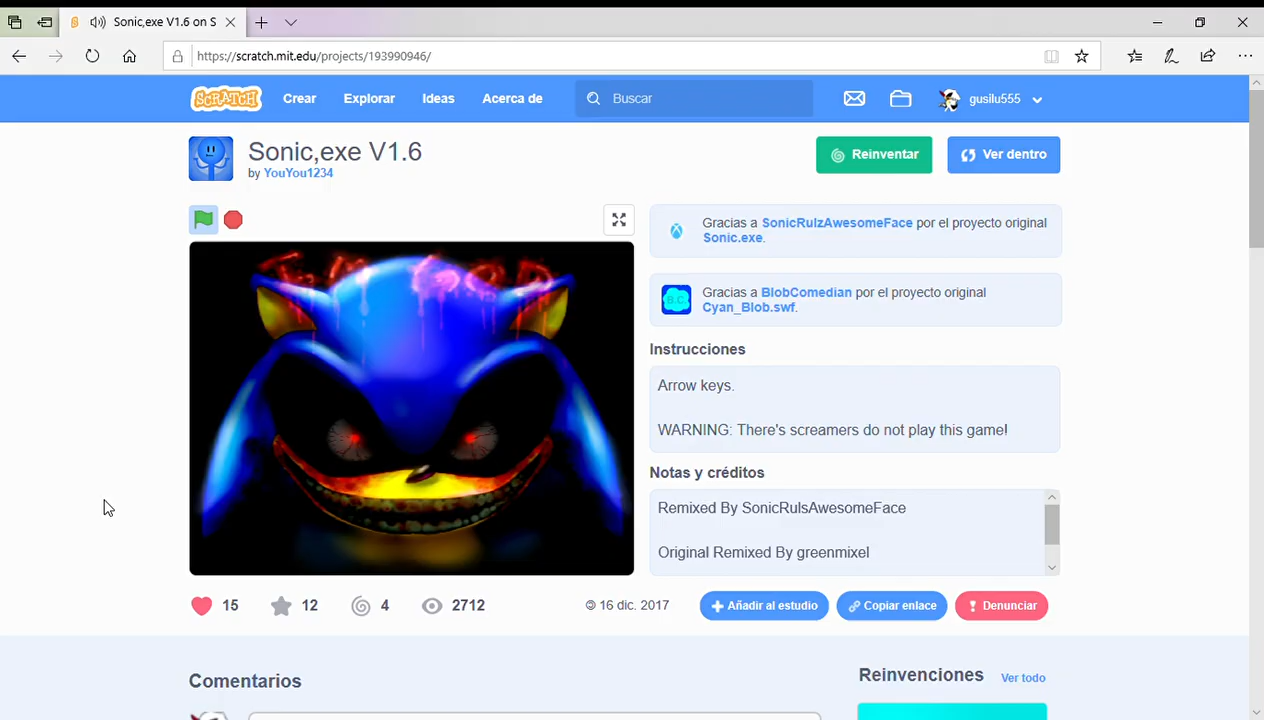 Sonic,exe V1.6 on S
https://scratch.mit.edu/projects/193990946/
SCRATCH
Crear
Explorar
Ideas
Acerca de
Buscar
gusilu555
Sonic,exe V1.6
by YouYou1234
Reinventar
Ver dentro
Gracias a SonicRulzAwesomeFace por el proyecto original
Sonic.exe.
B.C.
Gracias a BlobComedian por el proyecto original
Cyan_Blob.swf.
Instrucciones
Arrow keys.
WARNING: There's screamers do not play this game!
Notas y créditos
Remixed By SonicRulsAwesomeFace
Original Remixed By greenmixel
15
12
4
2712
© 16 dic. 2017
Añadir al estudio
Copiar enlace
Denunciar
Comentarios
Reinvenciones
Ver todo